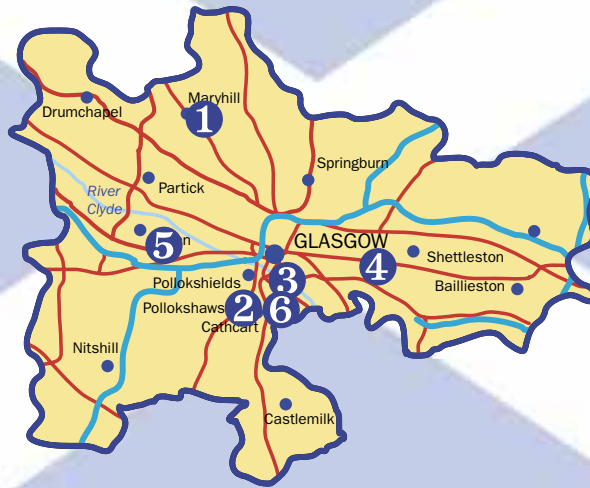 Maryhill
1
Drumchapel
Springburn
Partick
River
Clyde
5
n
GLASGOW
Shettleston
4
Pollokshields
3
Baillieston
Pollokshaws
2
6
Cathcart
Nitshill
Castlemilk